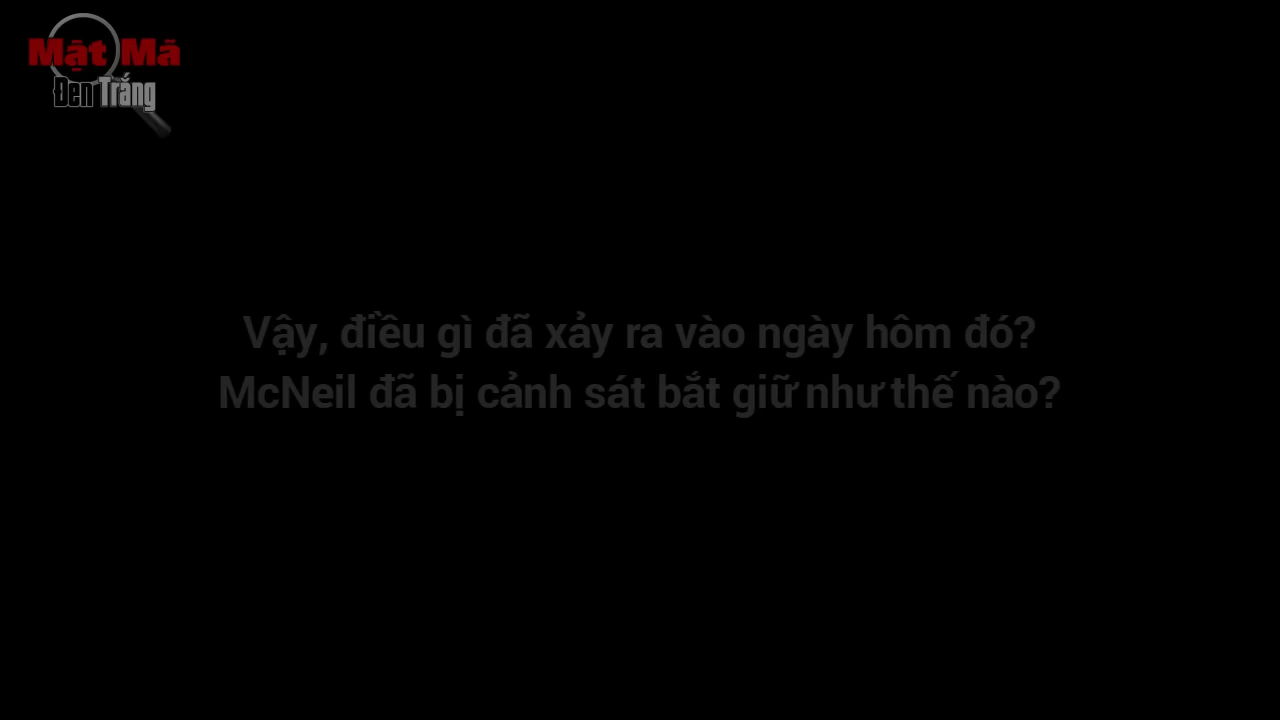 Mật Mã
Đen Trắng
Vậy, điều gì đã xảy ra vào ngày hôm đó?
McNeil đã bị cảnh sát bắt giữ như thế nào?